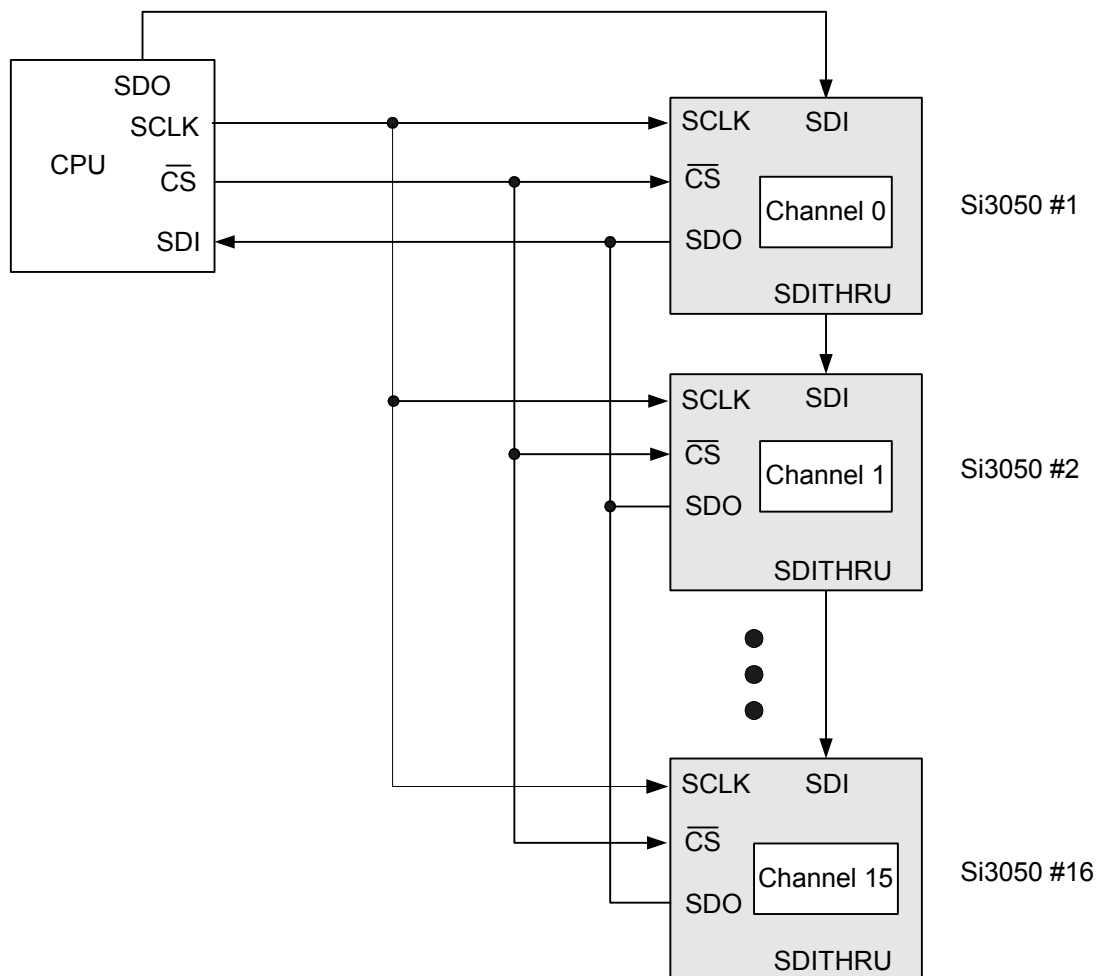 SDO
SCLK
CPU
CS
SDI
SCLK
SDI
CS
Channel 0
SDO
SDITHRU
Si3050 #1
SCLK
SDI
CS
Channel 1
SDO
SDITHRU
Si3050 #2
SCLK
SDI
CS
Channel 15
SDO
SDITHRU
Si3050 #16